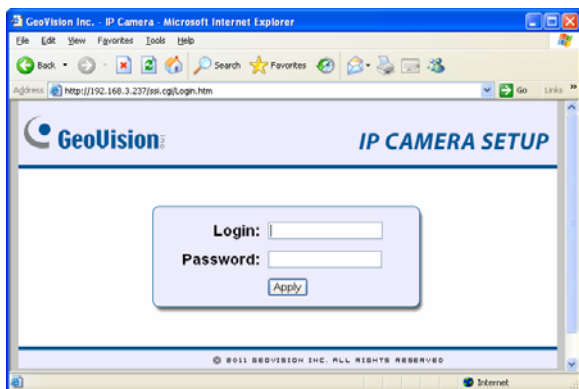 GeoVision Inc. - IP Camera - Microsoft Internet Explorer
File Edit View Favorites Tools Help
Back Search Favorites
Address http://192.168.3.237/ssi.cgi/Login.htm Go Links »
GeoVision Inc
IP CAMERA SETUP
Login:
Password:
Apply
© 2011 GEOVISION INC. ALL RIGHTS RESERVED
Internet